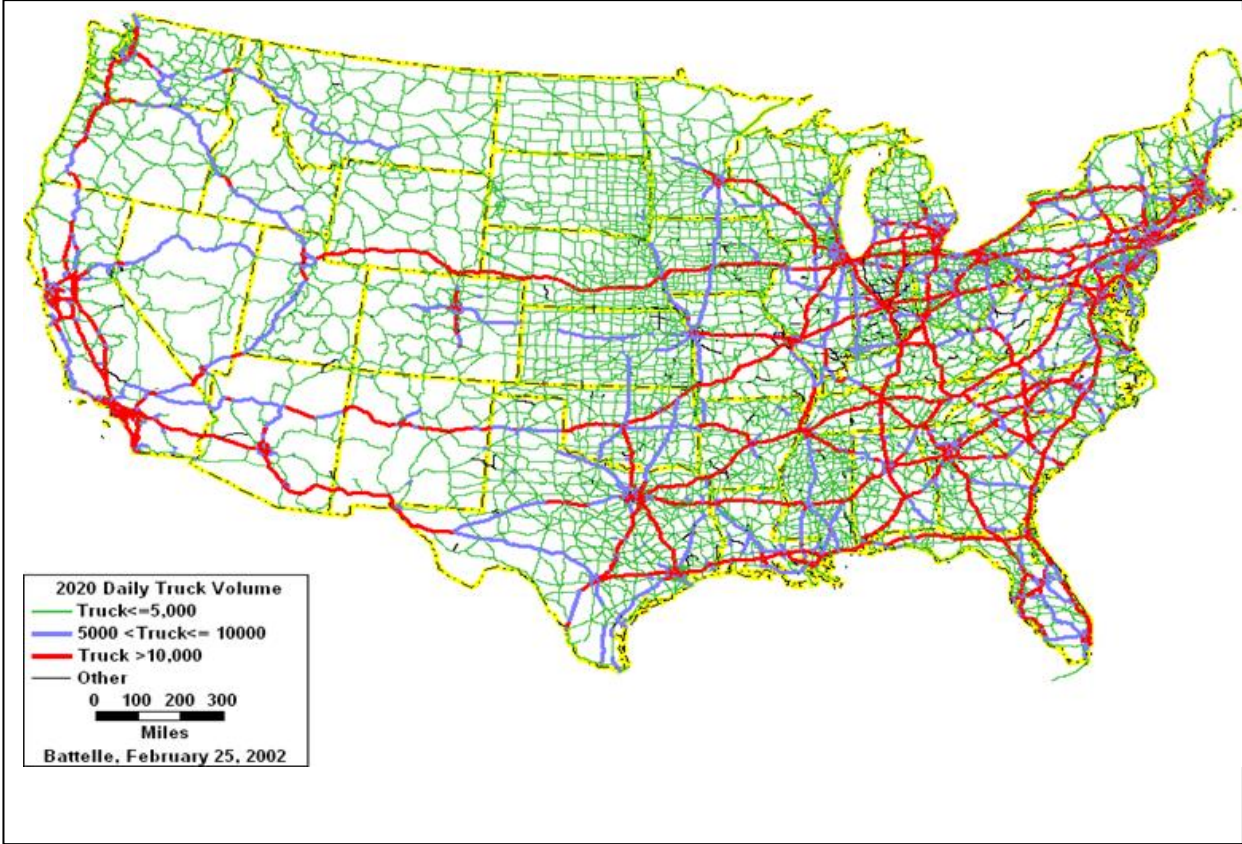 2020 Daily Truck Volume
Truck<=5,000
5000 <Truck<= 10000
Truck >10,000
Other
0 100 200 300
Miles
Battelle, February 25, 2002